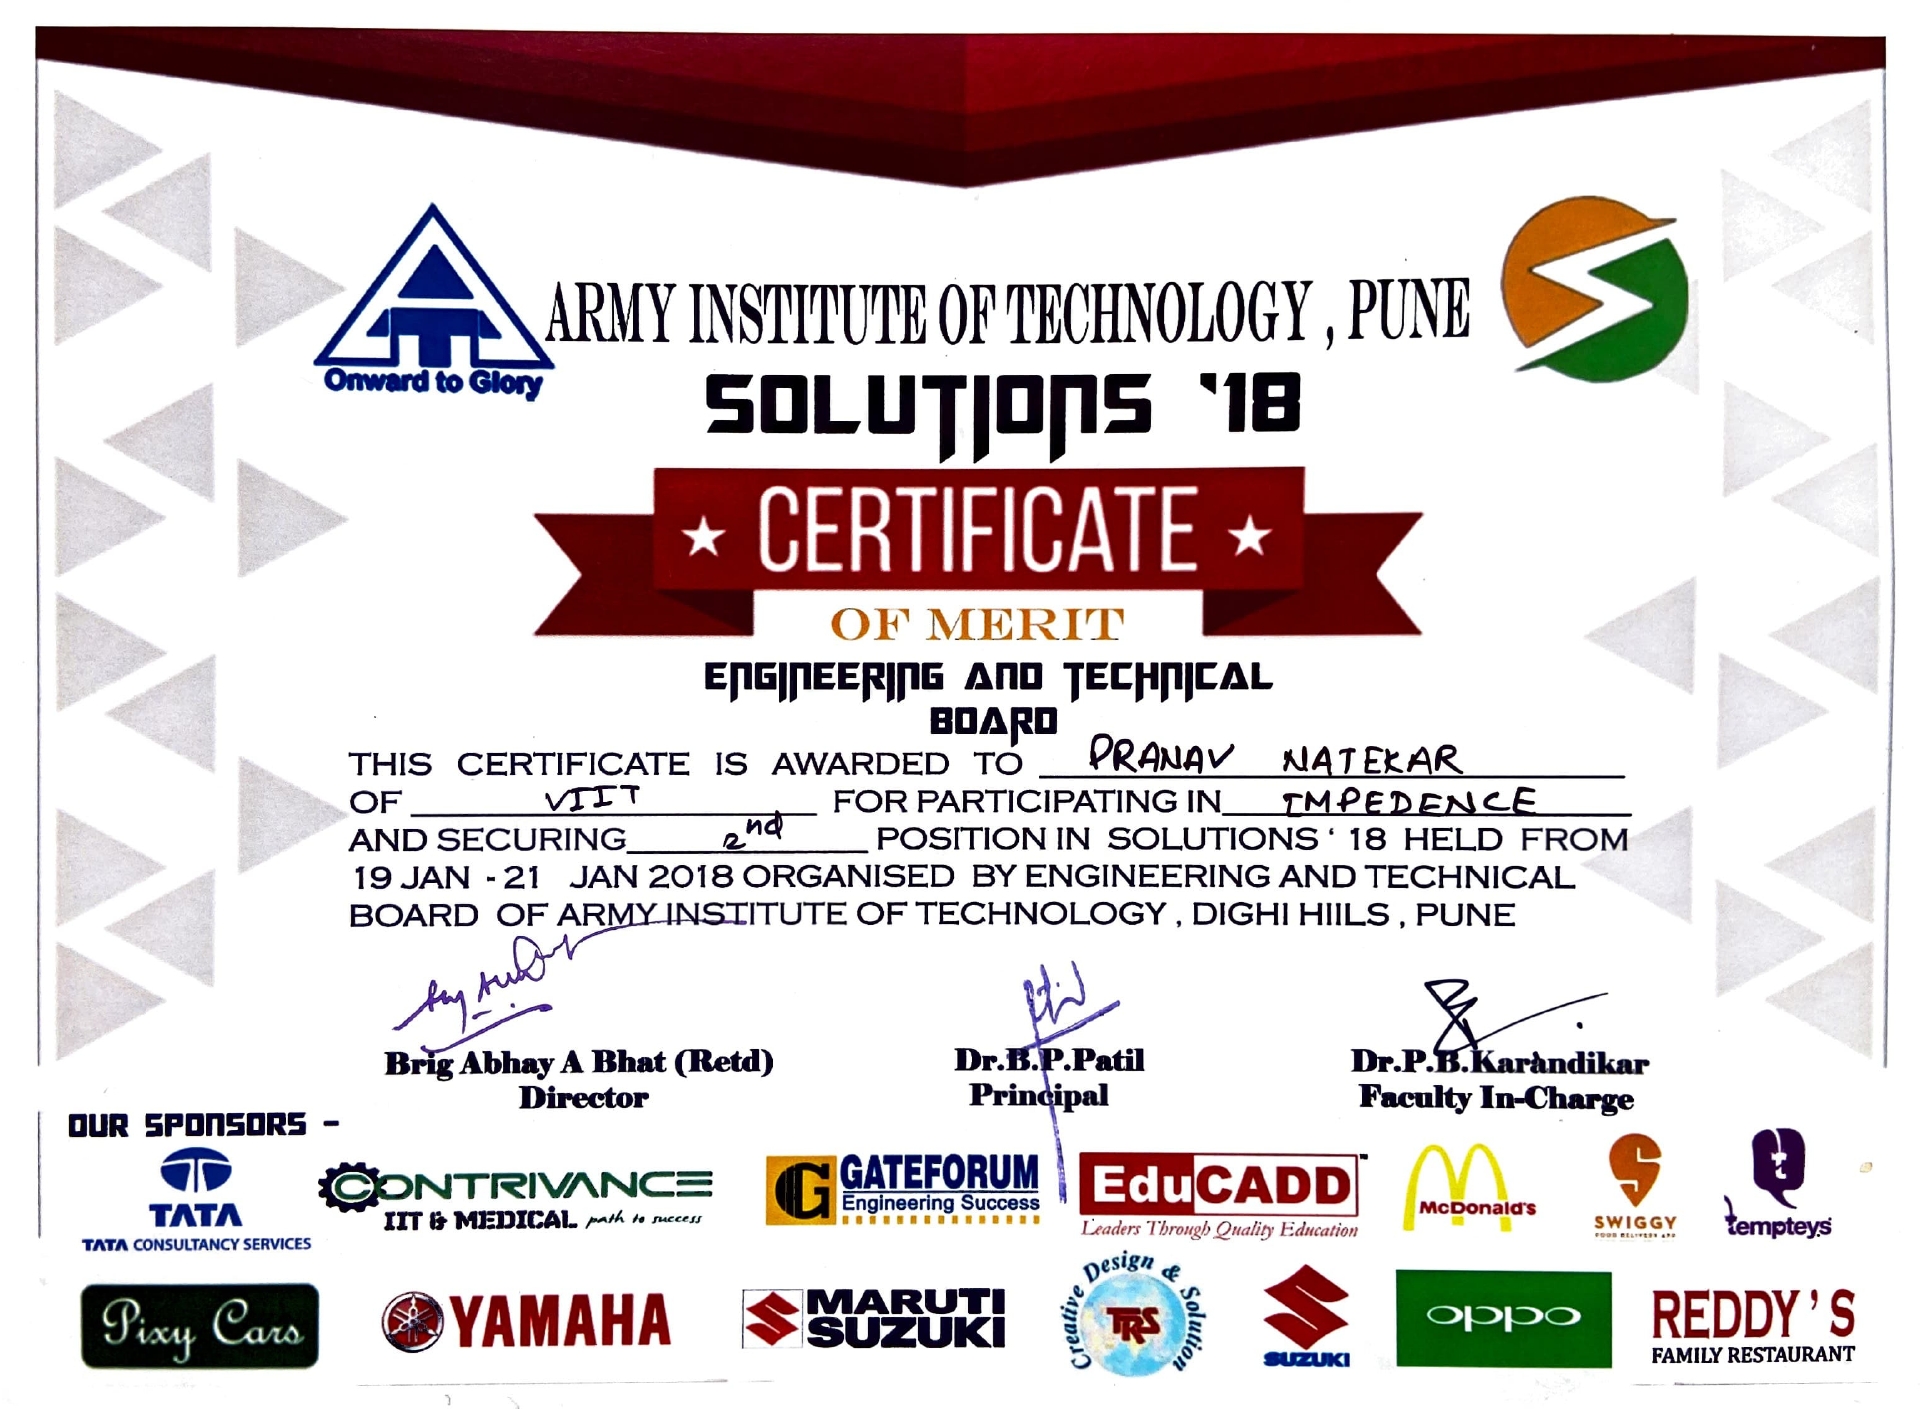 Onward to Glory
ARMY INSTITUTE OF TECHNOLOGY , PUNE
SOLUTIONS '18
CERTIFICATE
OF MERIT
ENGINEERING AND TECHNICAL
BOARD
THIS CERTIFICATE IS AWARDED TO PRANAV NATEKAR
OF VIIT FOR PARTICIPATING IN IMPEDENCE
AND SECURING 2nd POSITION IN SOLUTIONS ' 18 HELD FROM
19 JAN - 21 JAN 2018 ORGANISED BY ENGINEERING AND TECHNICAL
BOARD OF ARMY INSTITUTE OF TECHNOLOGY , DIGHI HIILS , PUNE
Brig Abhay A Bhat (Retd) Dr.B.P.Patil Dr.P.B.Karandikar
Director Principal Faculty In-Charge
OUR SPONSORS -
TATA
TATA CONSULTANCY SERVICES
CONTRIVANCE
IIT & MEDICAL path to success
G GATEFORUM
Engineering Success
EduCADD
Leaders Through Quality Education
McDonald's
SWIGGY
FOOD DELIVERY APP
t
tempteys
Pixy Cars
YAMAHA
MARUTI
SUZUKI
Creative Design & Solution
TRS
SUZUKI
oppo
REDDY ' S
FAMILY RESTAURANT